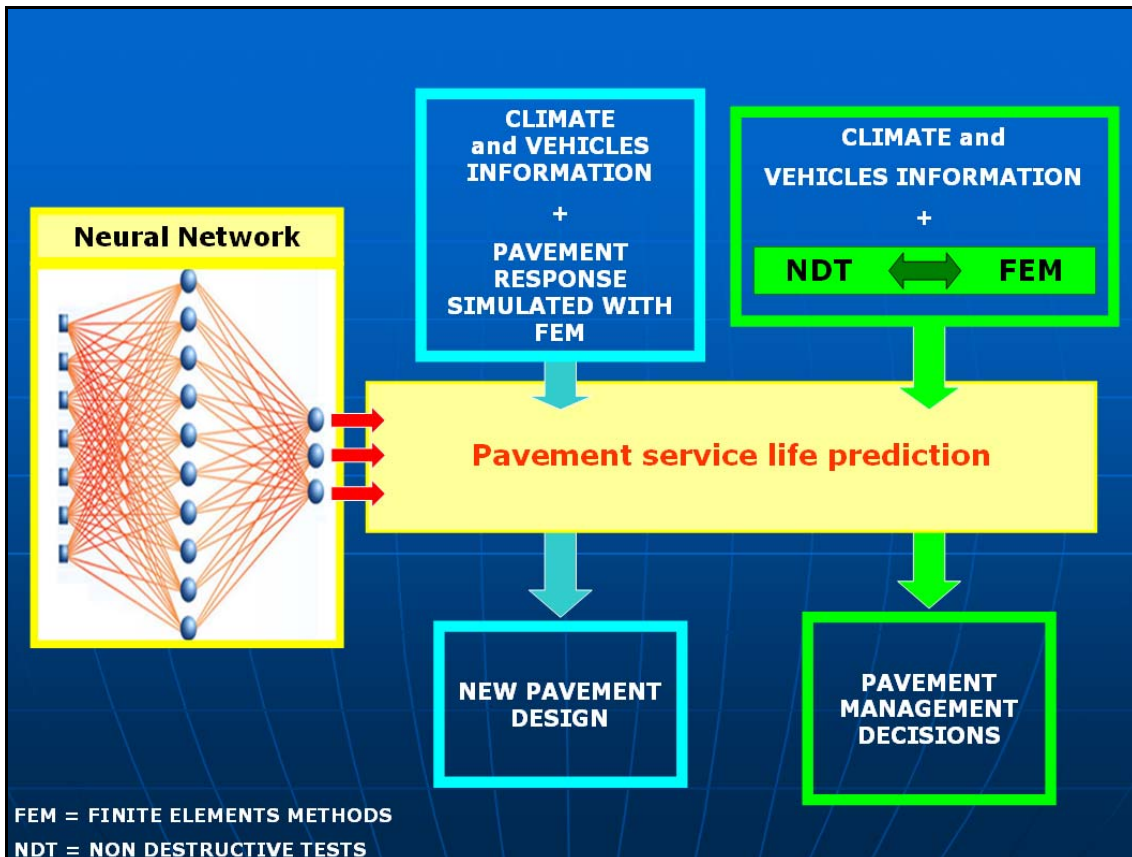 Neural Network
CLIMATE
and VEHICLES
INFORMATION
+
PAVEMENT
RESPONSE
SIMULATED WITH
FEM
CLIMATE and
VEHICLES INFORMATION
+
NDT FEM
Pavement service life prediction
NEW PAVEMENT
DESIGN
PAVEMENT
MANAGEMENT
DECISIONS
FEM = FINITE ELEMENTS METHODS
NDT = NON DESTRUCTIVE TESTS